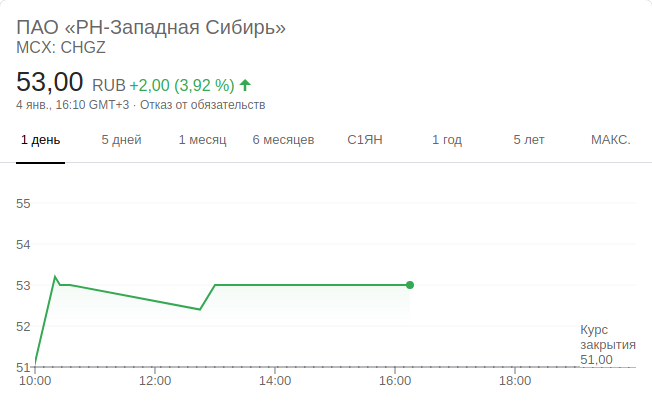 ПАО «РН-Западная Сибирь»
MCX: CHGZ
53,00 RUB +2,00 (3,92 %)
4 янв., 16:10 GMT+3 · Отказ от обязательств
1 день 5 дней 1 месяц 6 месяцев С1ЯН 1 год 5 лет МАКС.
55
54
53
52
Курс
закрытия
51,00
51
10:00 12:00 14:00 16:00 18:00